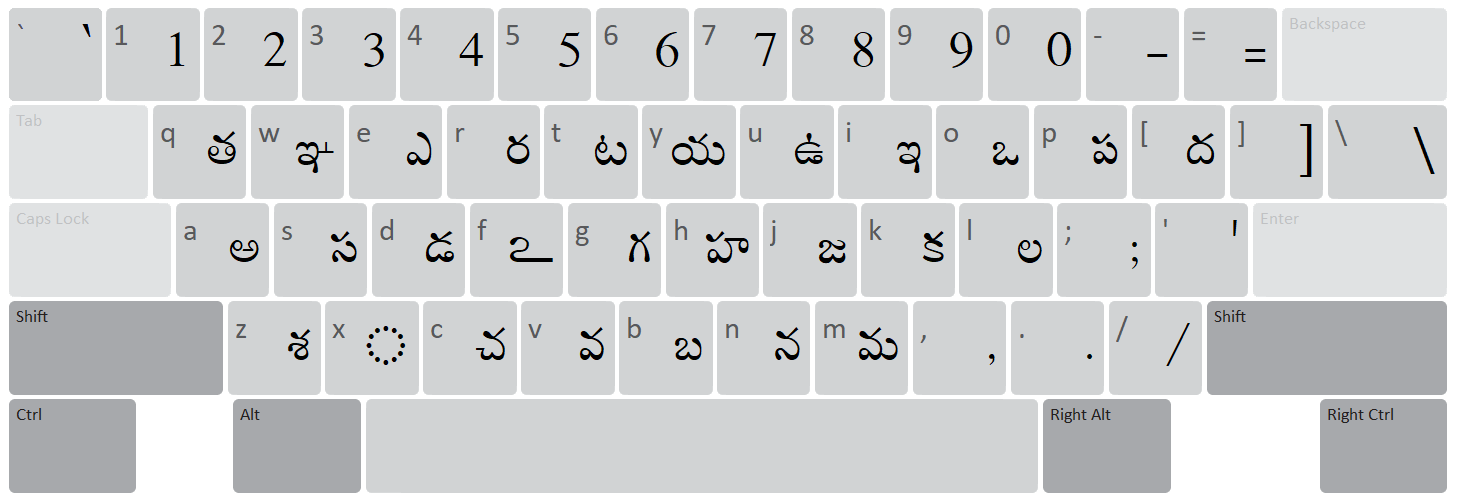 ` ` 1 1 2 2 3 3 4 4 5 5 6 6 7 7 8 8 9 9 0 0 - - = = Backspace
Tab q త w ఞ e ఎ r ర t ట y య u ఉ i ఇ o ఒ p ప [ ద ] ] \ \
Caps Lock a అ s స d డ f ఽ g గ h హ j జ k క l ల ; ; ' ' Enter
Shift z శ x ్ c చ v వ b బ n న m మ , , . . / / Shift
Ctrl Alt Right Alt Right Ctrl